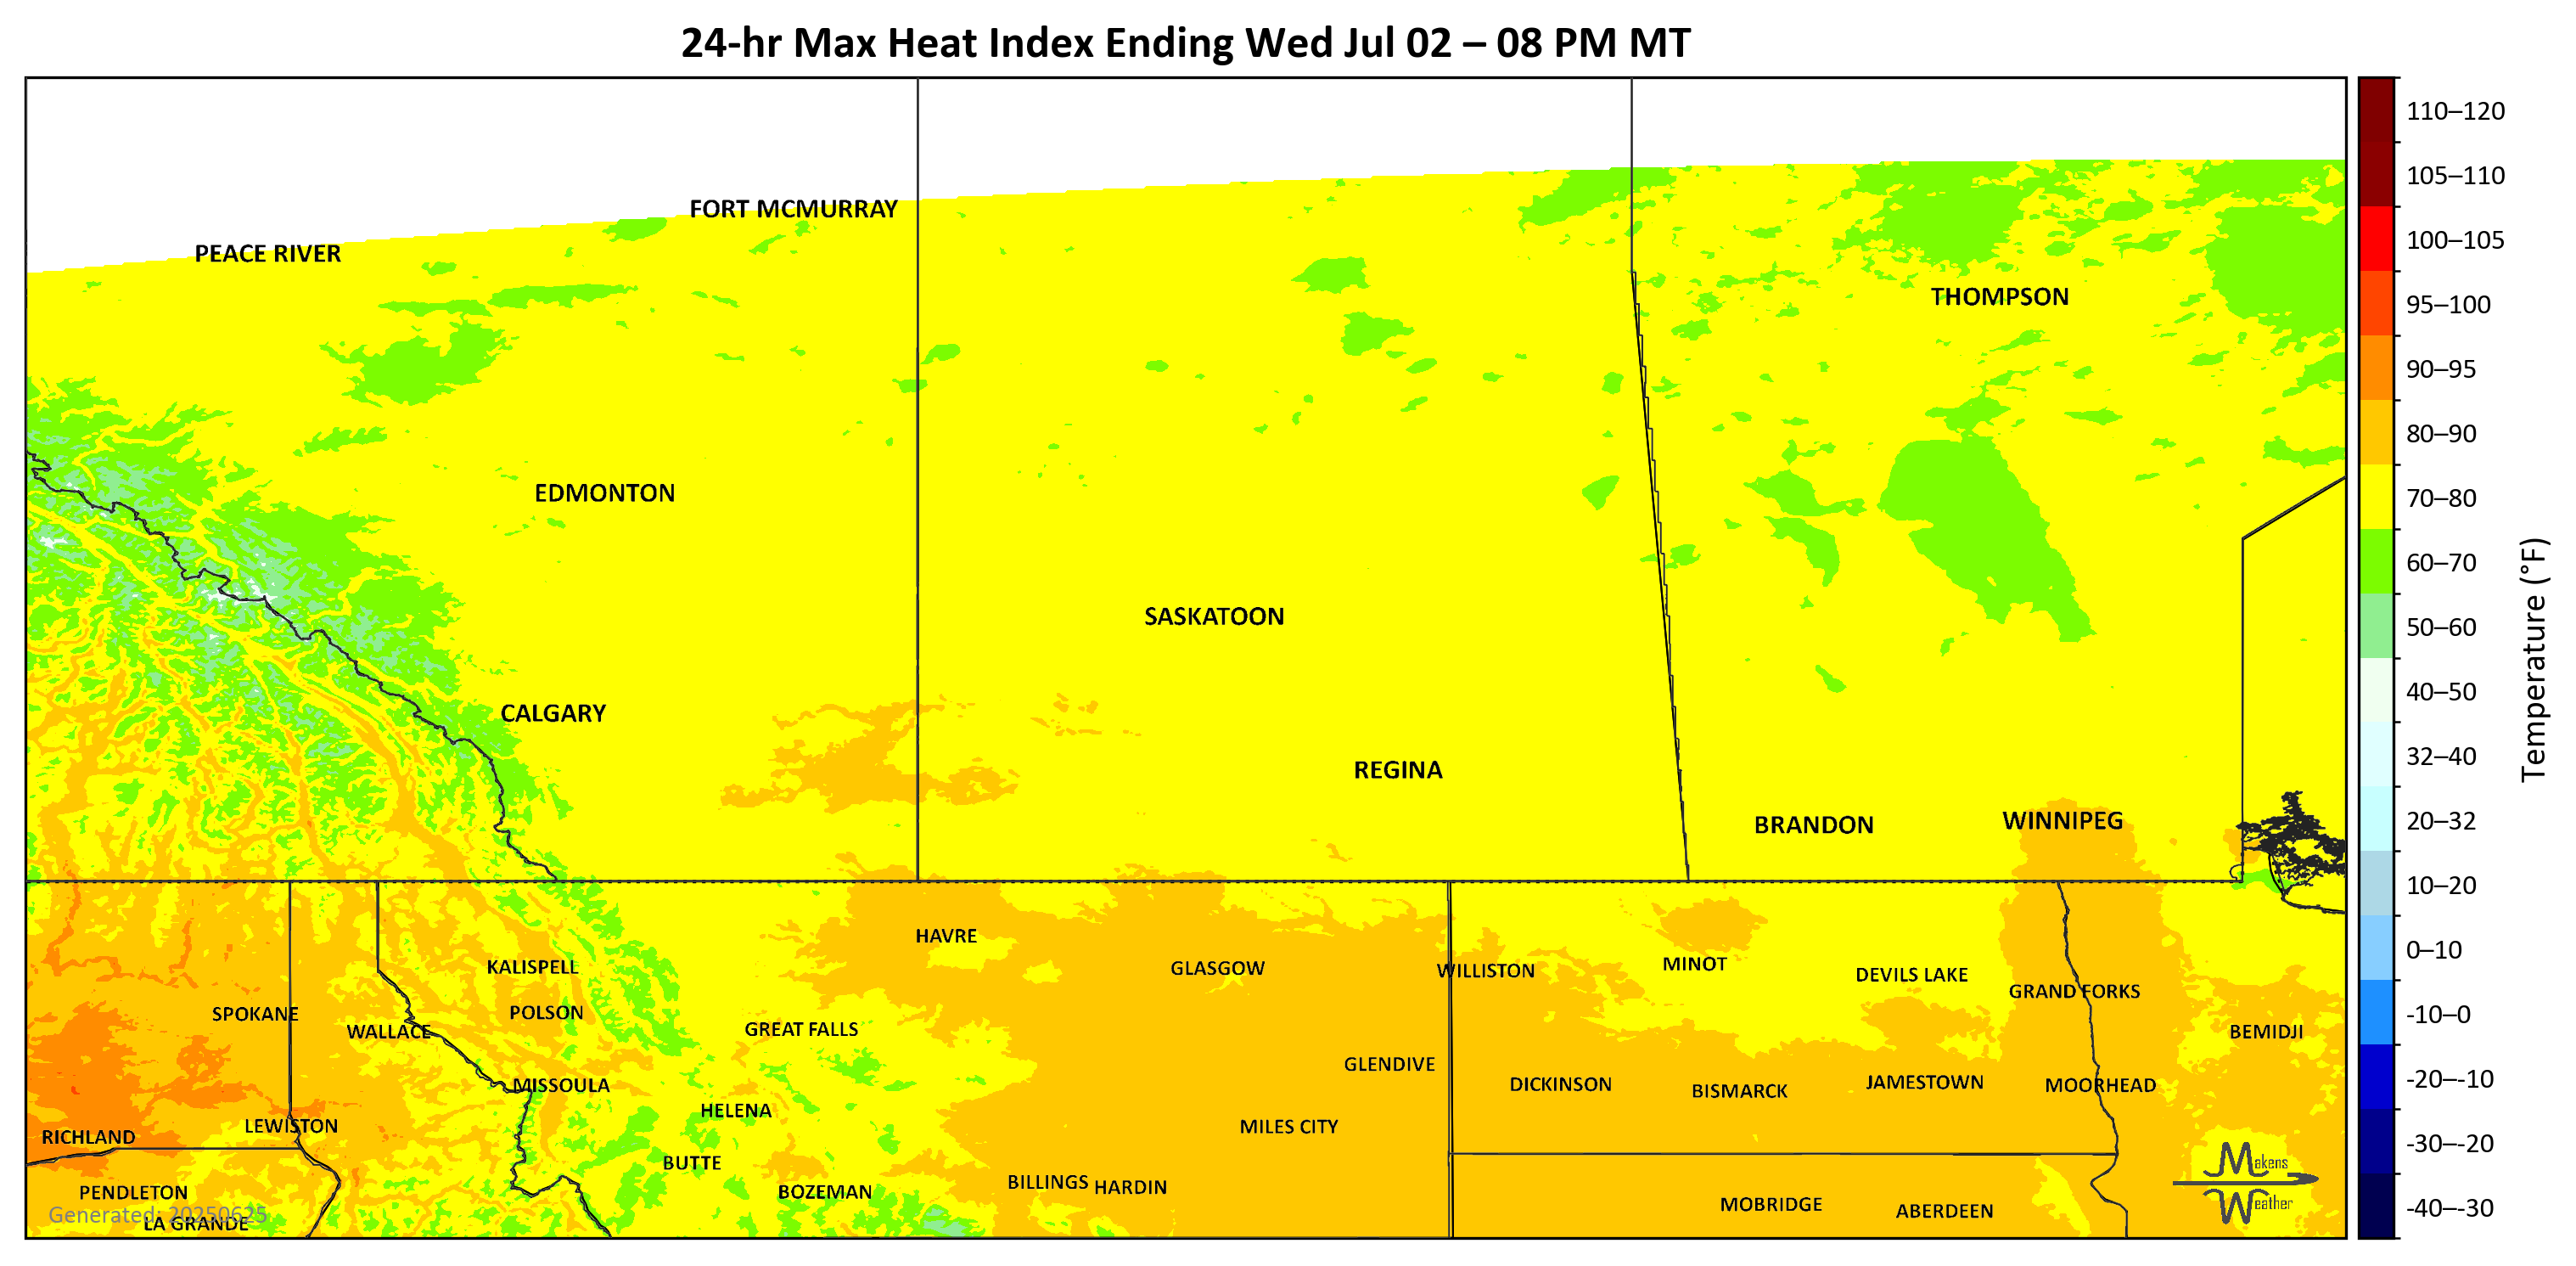 24-hr Max Heat Index Ending Wed Jul 02 – 08 PM MT
110–120
105–110
100–105
95–100
90–95
80–90
70–80
60–70
50–60
40–50
32–40
20–32
10–20
0–10
-10–0
-20–-10
-30–-20
-40–-30
Temperature (°F)
FORT MCMURRAY
PEACE RIVER
THOMPSON
EDMONTON
SASKATOON
CALGARY
REGINA
BRANDON
WINNIPEG
HAVRE
KALISPELL
GLASGOW
WILLISTON
MINOT
DEVILS LAKE
GRAND FORKS
SPOKANE
POLSON
WALLACE
GREAT FALLS
BEMIDJI
GLENDIVE
MISSOULA
DICKINSON
BISMARCK
JAMESTOWN
MOORHEAD
HELENA
LEWISTON
MILES CITY
RICHLAND
BUTTE
PENDLETON
BOZEMAN
BILLINGS
HARDIN
MOBRIDGE
ABERDEEN
Generated: 20250625
LA GRANDE
Makens
Weather